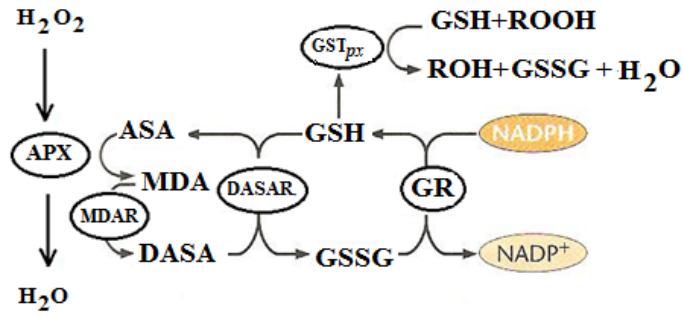 H₂O₂
GSH+ROOH
GSTpx
ROH+GSSG + H₂O
ASA
GSH
NADPH
APX
MDA
DASAR.
GR
MDAR
DASA
GSSG
NADP⁺
H₂O